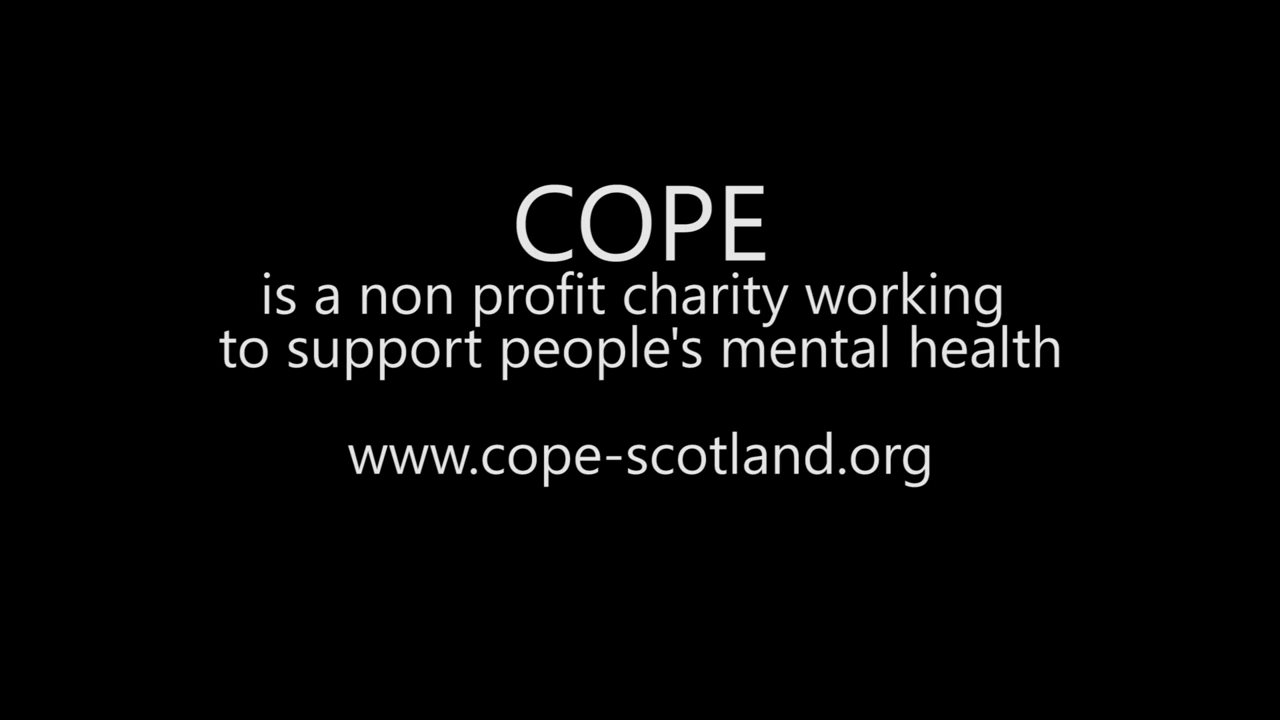 COPE
is a non profit charity working
to support people's mental health
www.cope-scotland.org